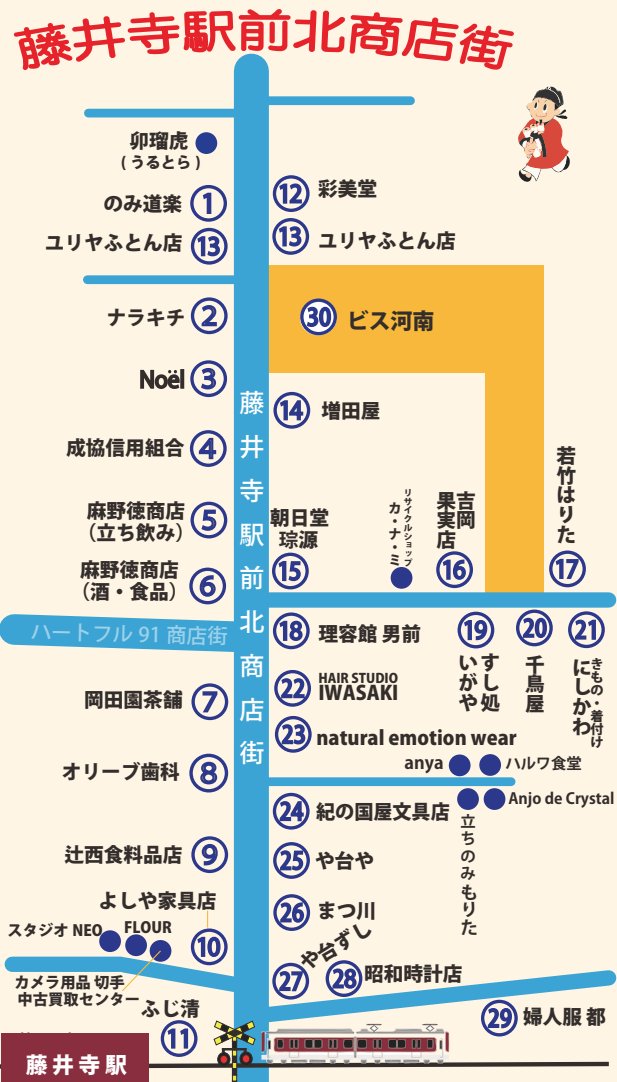 藤井寺駅前北商店街
卯瑠虎
(うるとら)
のみ道楽 1
ユリヤふとん店 13
12 彩美堂
13 ユリヤふとん店
ナラキチ 2
30 ビス河南
Noël 3
14 増田屋
成協信用組合 4
麻野徳商店
(立ち飲み) 5
麻野徳商店
(酒・食品) 6
朝日堂
琮源
15
リサイクルショップ
カ・ナ・ミ
吉岡
果実店
16
若竹はりた
17
藤井寺駅前北商店街
ハートフル 91 商店街
18 理容館 男前
19
すし処
いがや
20
千鳥屋
21
きもの・着付け
にしかわ
岡田園茶舗 7
22 HAIR STUDIO
IWASAKI
23 natural emotion wear
オリーブ歯科 8
anya
ハルワ食堂
Anjo de Crystal
立ちのみもりた
24 紀の国屋文具店
辻西食料品店 9
25 や台や
26 まつ川
よしや家具店
10
スタジオ NEO
FLOUR
カメラ用品 切手
中古買取センター
や台ずし
27
28 昭和時計店
ふじ清
11
29 婦人服 都
藤井寺駅